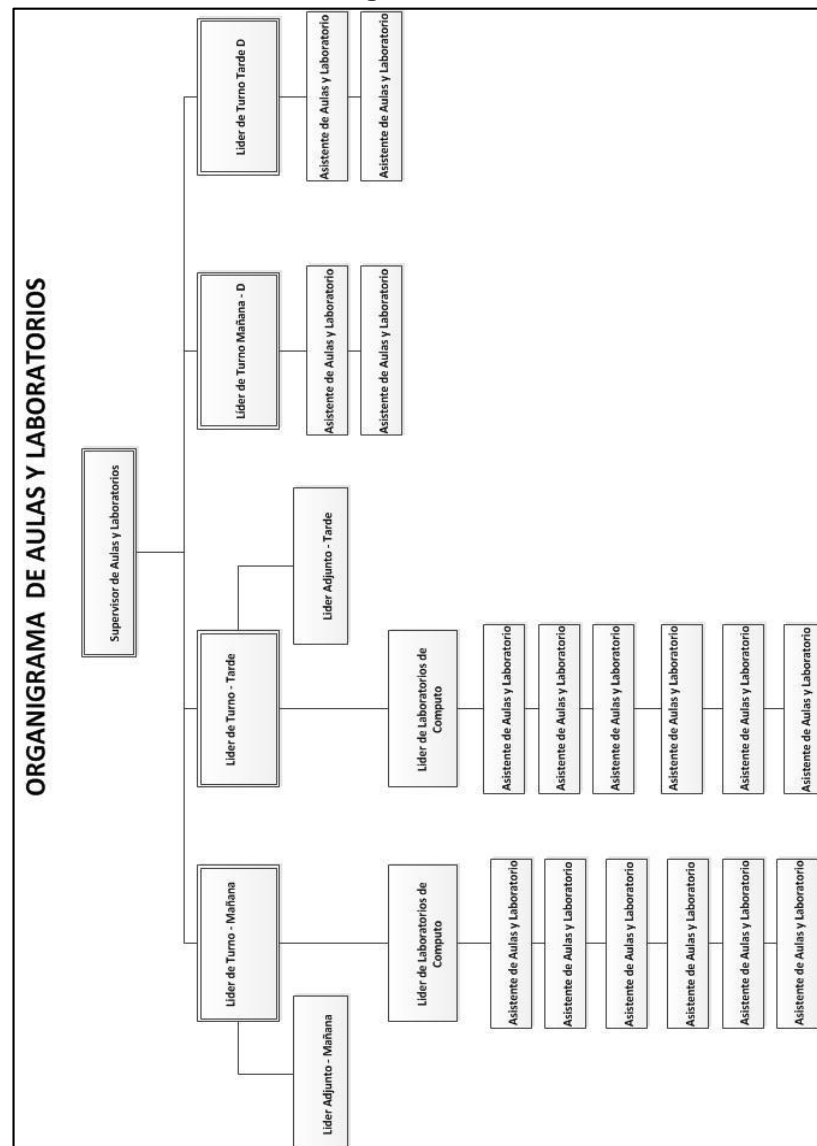 ORGANIGRAMA DE AULAS Y LABORATORIOS
Supervisor de Aulas y Laboratorios
Lider de Turno - Mañana
Lider de Turno - Tarde
Lider de Turno Mañana - D
Lider de Turno Tarde D
Lider Adjunto - Mañana
Lider Adjunto - Tarde
Asistente de Aulas y Laboratorio
Asistente de Aulas y Laboratorio
Asistente de Aulas y Laboratorio
Asistente de Aulas y Laboratorio
Lider de Laboratorios de
Computo
Lider de Laboratorios de
Computo
Asistente de Aulas y Laboratorio
Asistente de Aulas y Laboratorio
Asistente de Aulas y Laboratorio
Asistente de Aulas y Laboratorio
Asistente de Aulas y Laboratorio
Asistente de Aulas y Laboratorio
Asistente de Aulas y Laboratorio
Asistente de Aulas y Laboratorio
Asistente de Aulas y Laboratorio
Asistente de Aulas y Laboratorio
Asistente de Aulas y Laboratorio
Asistente de Aulas y Laboratorio